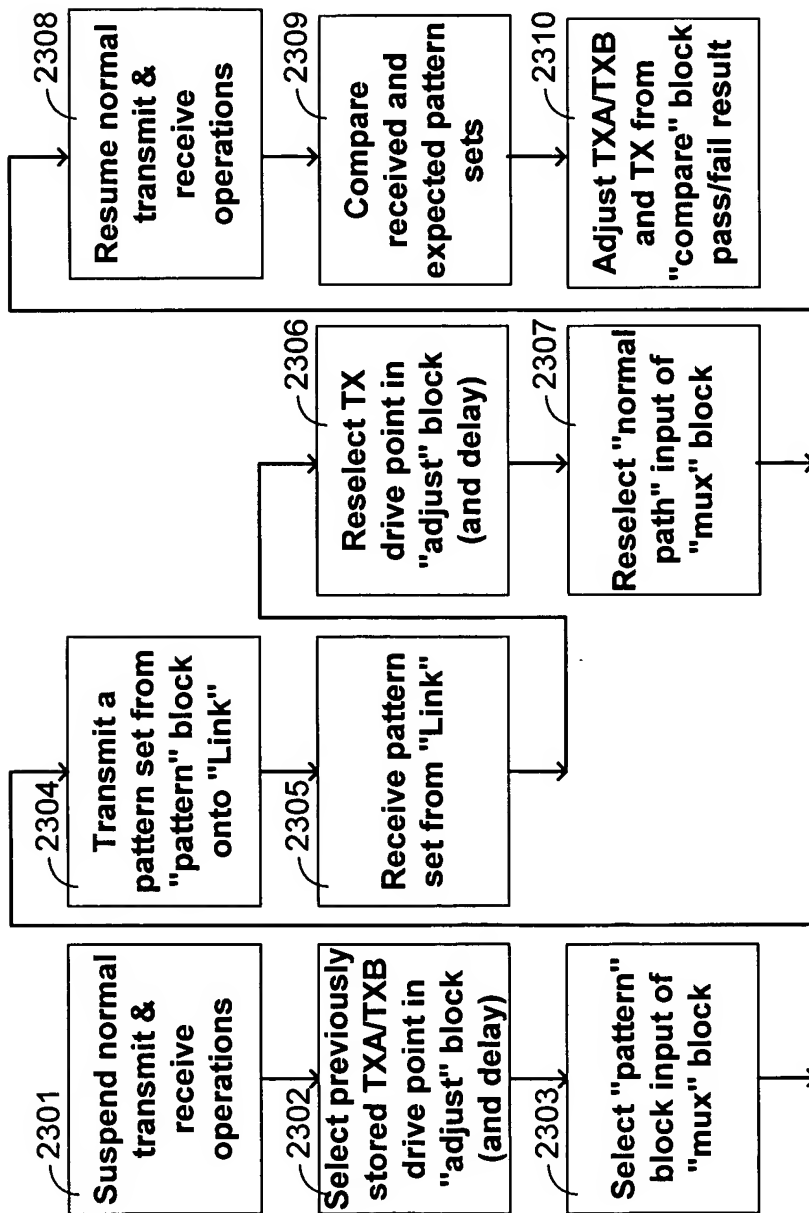 2301
Suspend normal
transmit &
receive
operations
2302
Select previously
stored TXA/TXB
drive point in
"adjust" block
(and delay)
2303
Select "pattern"
block input of
"mux" block
2304
Transmit a
pattern set from
"pattern" block
onto "Link"
2305
Receive pattern
set from "Link"
2306
Reselect TX
drive point in
"adjust" block
(and delay)
2307
Reselect "normal
path" input of
"mux" block
2308
Resume normal
transmit &
receive
operations
2309
Compare
received and
expected pattern
sets
2310
Adjust TXA/TXB
and TX from
"compare" block
pass/fail result